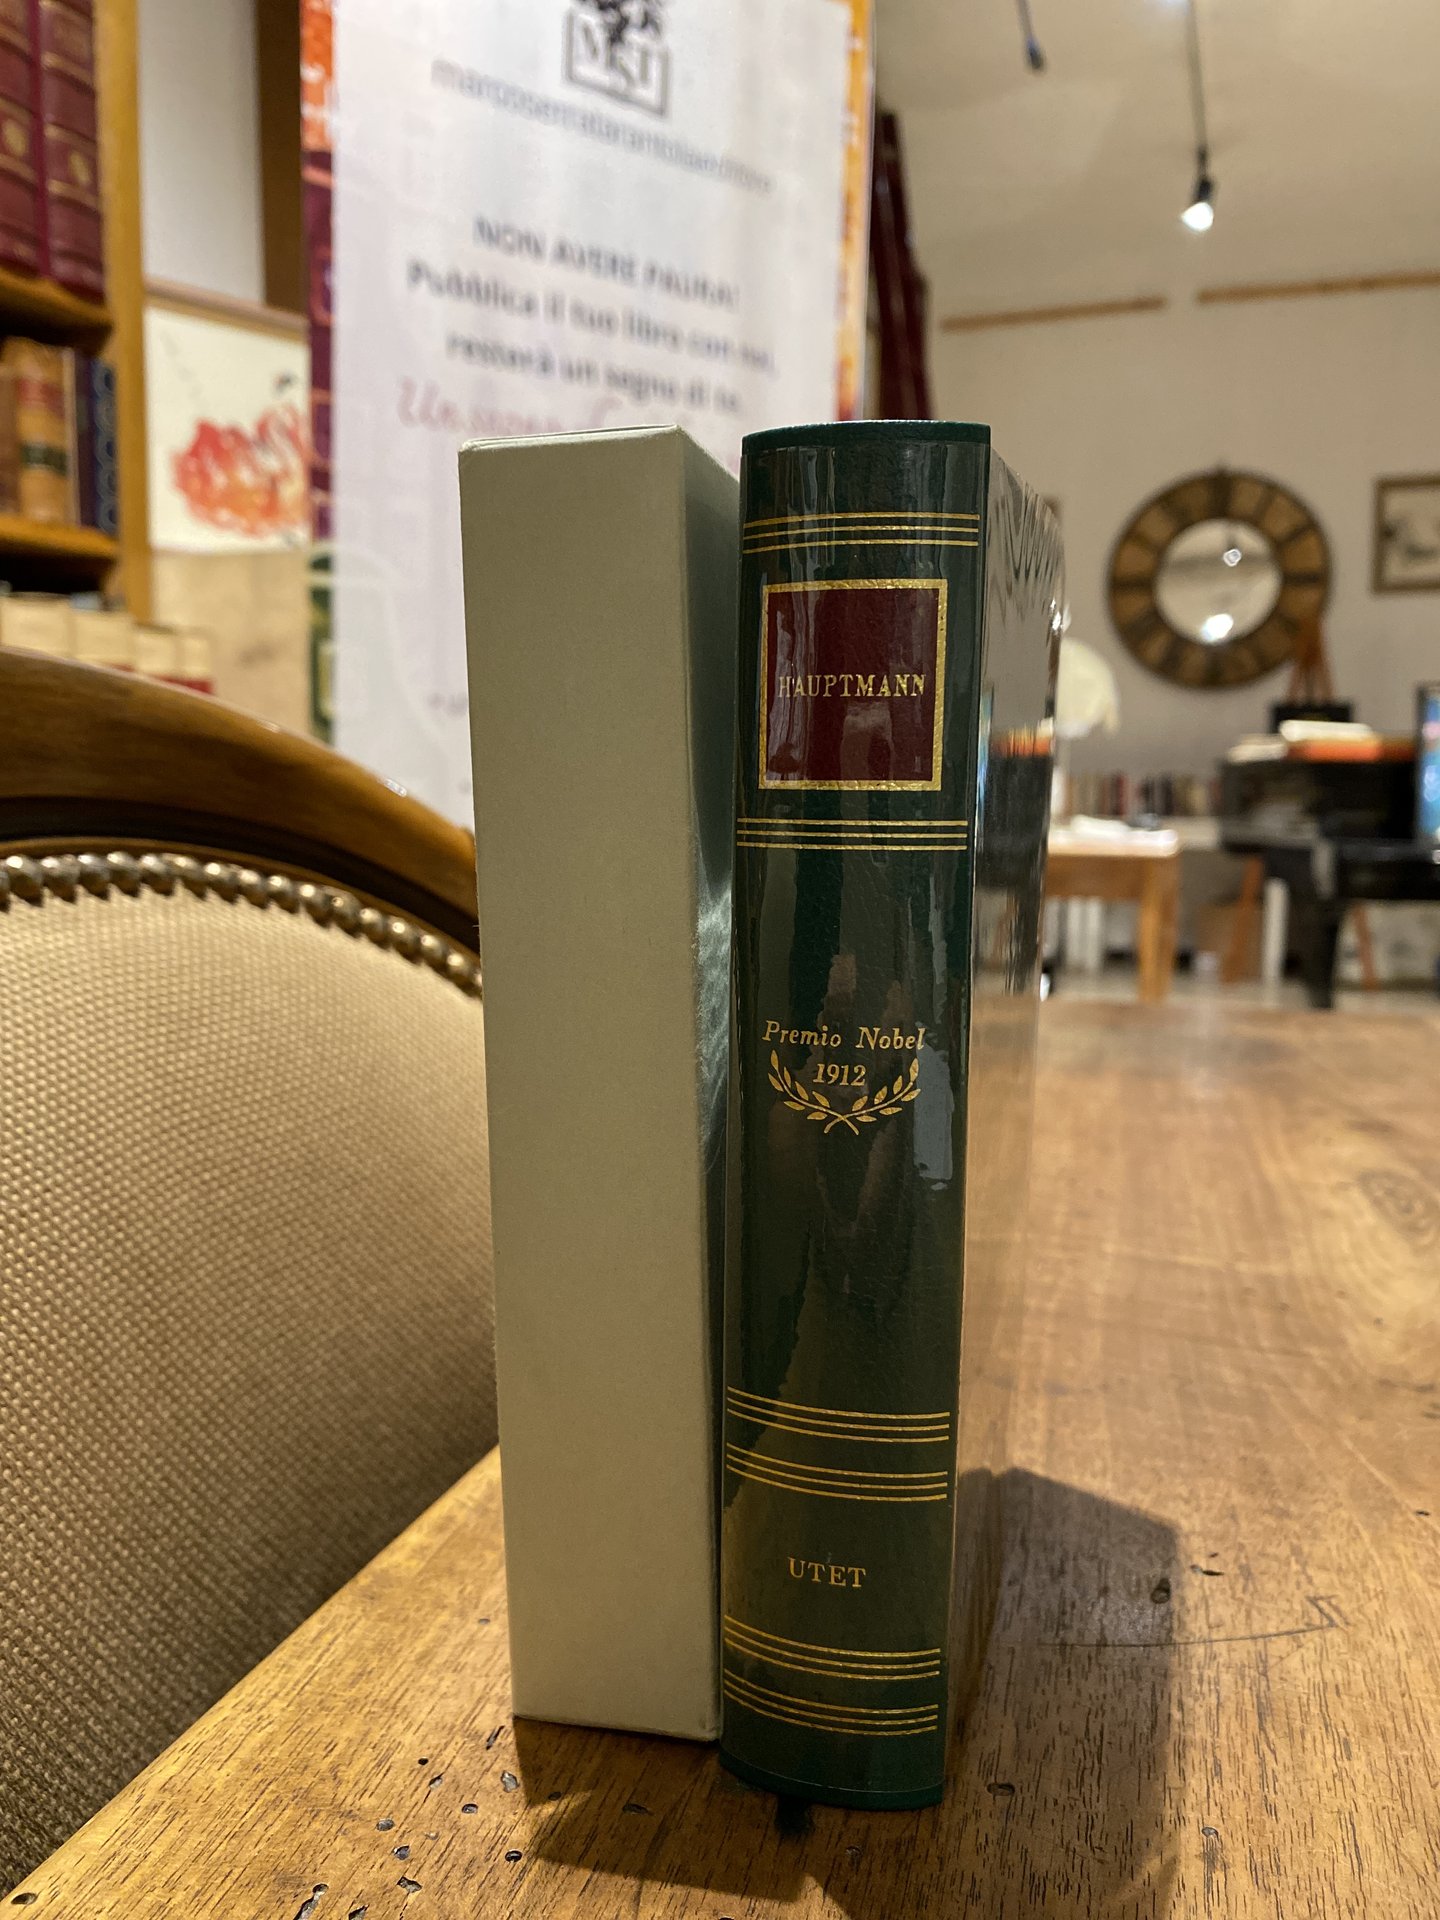 NON AVERE PAURA!
Pubblica il tuo libro con noi,
resterà un segno di te.
HAUPTMANN
Premio Nobel
1912
UTET